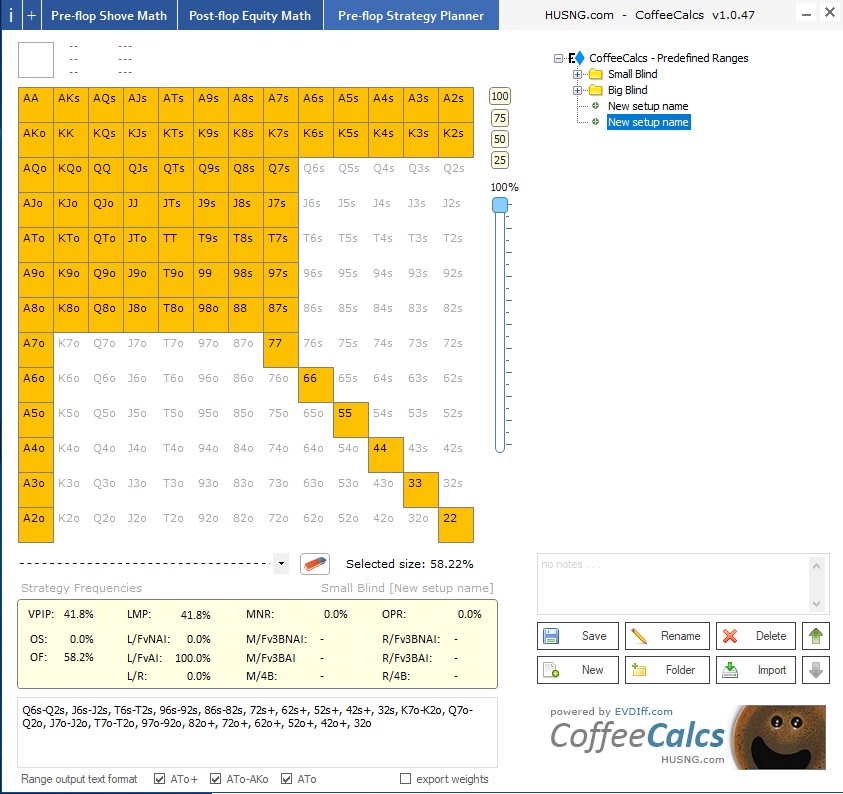 i + Pre-flop Shove Math Post-flop Equity Math Pre-flop Strategy Planner HUSNG.com - CoffeeCalcs v1.0.47
-- ---
-- ---
-- ---
AA AKs AQs AJs ATs A9s A8s A7s A6s A5s A4s A3s A2s
AKo KK KQs KJs KTs K9s K8s K7s K6s K5s K4s K3s K2s
AQo KQo QQ QJs QTs Q9s Q8s Q7s Q6s Q5s Q4s Q3s Q2s
AJo KJo QJo JJ JTs J9s J8s J7s J6s J5s J4s J3s J2s
ATo KTo QTo JTo TT T9s T8s T7s T6s T5s T4s T3s T2s
A9o K9o Q9o J9o T9o 99 98s 97s 96s 95s 94s 93s 92s
A8o K8o Q8o J8o T8o 98o 88 87s 86s 85s 84s 83s 82s
A7o K7o Q7o J7o T7o 97o 87o 77 76s 75s 74s 73s 72s
A6o K6o Q6o J6o T6o 96o 86o 76o 66 65s 64s 63s 62s
A5o K5o Q5o J5o T5o 95o 85o 75o 65o 55 54s 53s 52s
A4o K4o Q4o J4o T4o 94o 84o 74o 64o 54o 44 43s 42s
A3o K3o Q3o J3o T3o 93o 83o 73o 63o 53o 43o 33 32s
A2o K2o Q2o J2o T2o 92o 82o 72o 62o 52o 42o 32o 22
100
75
50
25
100%
CoffeeCalcs - Predefined Ranges
Small Blind
Big Blind
New setup name
New setup name
Selected size: 58.22%
Strategy Frequencies Small Blind [New setup name]
VPIP: 41.8% LMP: 41.8% MNR: 0.0% OPR: 0.0%
OS: 0.0% L/FvNAI: 0.0% M/Fv3BNAI: - R/Fv3BNAI: -
OF: 58.2% L/FvAI: 100.0% M/Fv3BAI - R/Fv3BAI: -
L/R: 0.0% M/4B: - R/4B: -
Q6s-Q2s, J6s-J2s, T6s-T2s, 96s-92s, 86s-82s, 72s+, 62s+, 52s+, 42s+, 32s, K7o-K2o, Q7o-
Q2o, J7o-J2o, T7o-T2o, 97o-92o, 82o+, 72o+, 62o+, 52o+, 42o+, 32o
Range output text format ATo+ ATo-AKo ATo export weights
no notes . . .
Save Rename Delete
New Folder Import
powered by EVDIff.com
CoffeeCalcs
HUSNG.com